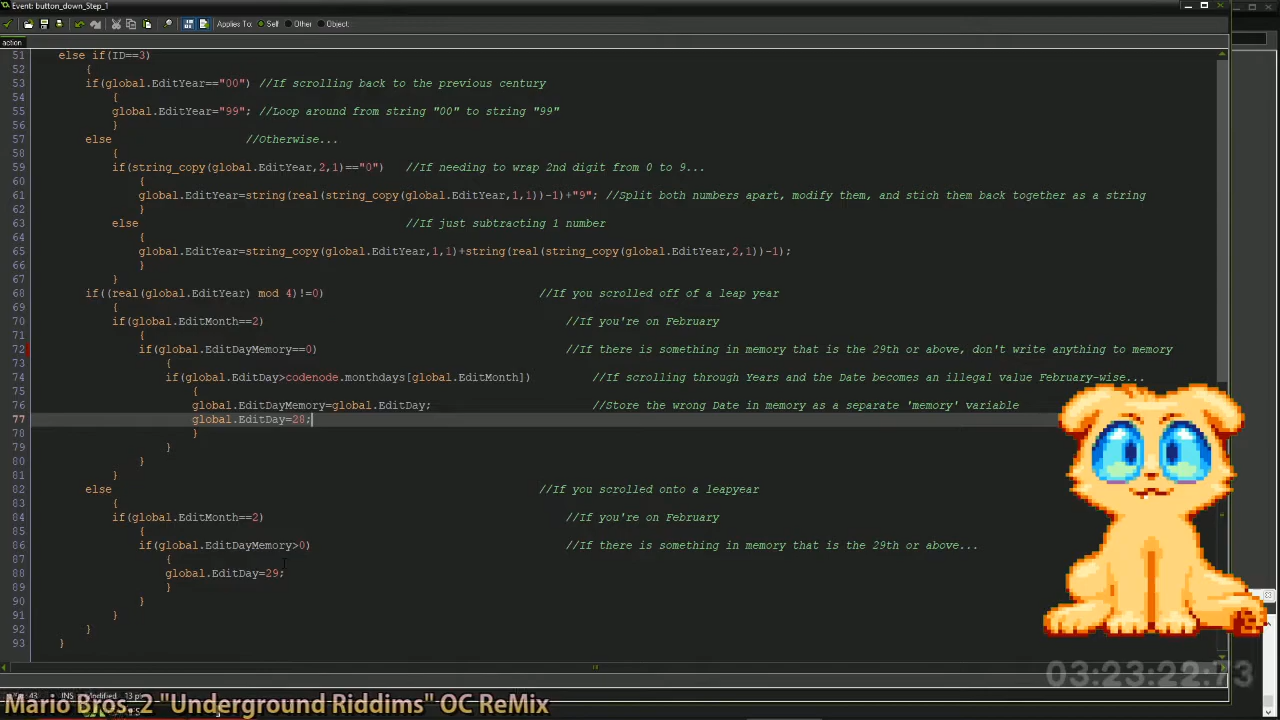 Event: button_down_Step_1
Applies To: Self Other Object:
action
51 else if(ID==3)
52 {
53 if(global.EditYear=="00") //If scrolling back to the previous century
54 {
55 global.EditYear="99"; //Loop around from string "00" to string "99"
56 }
57 else //Otherwise...
58 {
59 if(string_copy(global.EditYear,2,1)=="0") //If needing to wrap 2nd digit from 0 to 9...
60 {
61 global.EditYear=string(real(string_copy(global.EditYear,1,1))-1)+"9"; //Split both numbers apart, modify them, and stich them back together as a string
62 }
63 else //If just subtracting 1 number
64 {
65 global.EditYear=string_copy(global.EditYear,1,1)+string(real(string_copy(global.EditYear,2,1))-1);
66 }
67 }
68 if((real(global.EditYear) mod 4)!=0) //If you scrolled off of a leap year
69 {
70 if(global.EditMonth==2) //If you're on February
71 {
72 if(global.EditDayMemory==0) //If there is something in memory that is the 29th or above, don't write anything to memory
73 {
74 if(global.EditDay>codenode.monthdays[global.EditMonth]) //If scrolling through Years and the Date becomes an illegal value February-wise...
75 {
76 global.EditDayMemory=global.EditDay; //Store the wrong Date in memory as a separate 'memory' variable
77 global.EditDay=28;
78 }
79 }
80 }
81 }
82 else //If you scrolled onto a leapyear
83 {
84 if(global.EditMonth==2) //If you're on February
85 {
86 if(global.EditDayMemory>0) //If there is something in memory that is the 29th or above...
87 {
88 global.EditDay=29;
89 }
90 }
91 }
92 }
93 }
03:23:22:73
INS Modified 13 pt
Mario Bros. 2 "Underground Riddims" OC ReMix